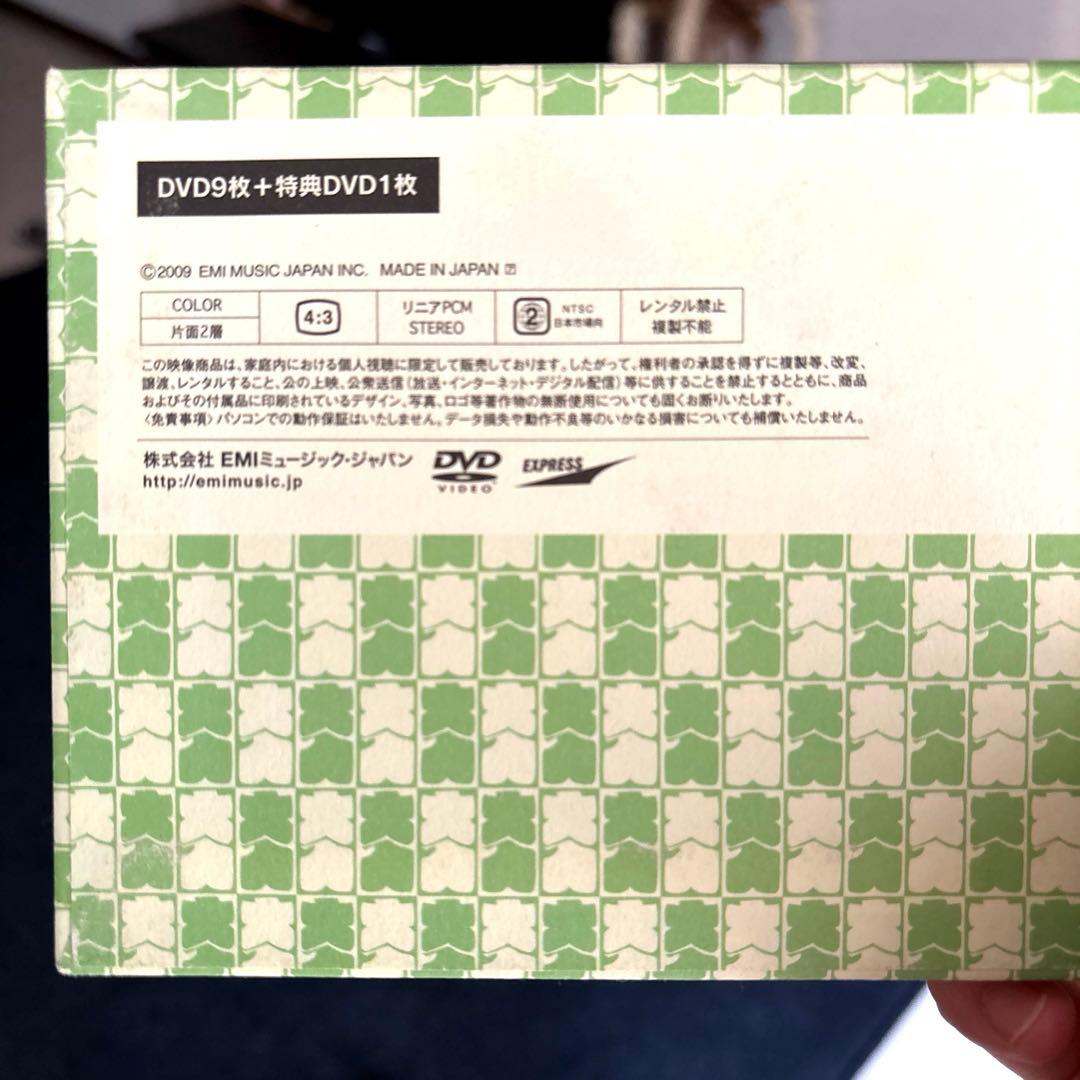 DVD9枚＋特典DVD1枚
©2009 EMI MUSIC JAPAN INC. MADE IN JAPAN
COLOR
片面2層
4:3
リニアPCM
STEREO
2
NTSC
日本市場向
レンタル禁止
複製不能
この映像商品は、家庭内における個人視聴に限定して販売しております。したがって、権利者の承認を得ずに複製等、改変、
譲渡、レンタルすること、公の上映、公衆送信(放送・インターネット・デジタル配信)等に供することを禁止するとともに、商品
およびその付属品に印刷されているデザイン、写真、ロゴ等著作物の無断使用についても固くお断りいたします。
〈免責事項〉パソコンでの動作保証はいたしません。データ損失や動作不良等のいかなる損害についても補償いたしません。
株式会社 EMIミュージック・ジャパン
http://emimusic.jp
DVD
VIDEO
EXPRESS